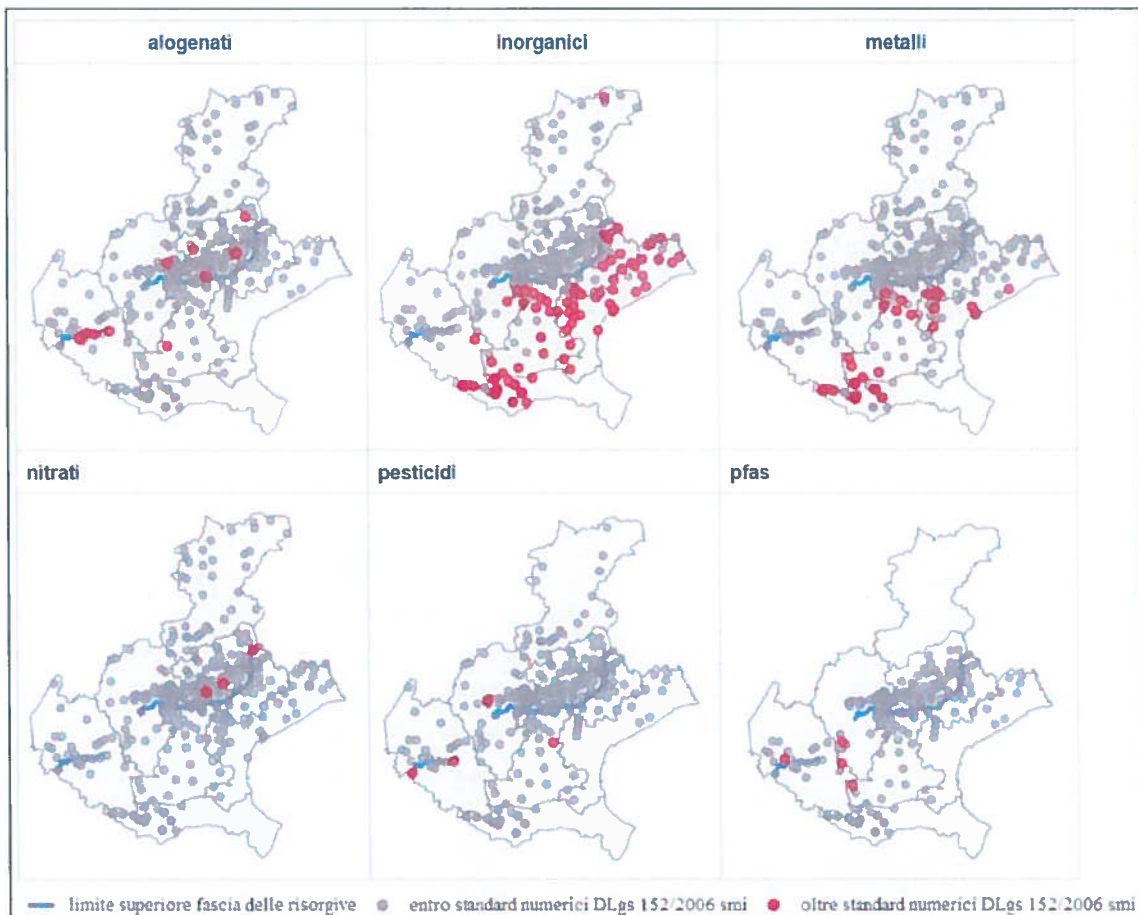 alogenati
inorganici
metalli
nitrati
pesticidi
pfas
limite superiore fascia delle risorgive
entro standard numerici DLgs 152/2006 smi
oltre standard numerici DLgs 152/2006 smi